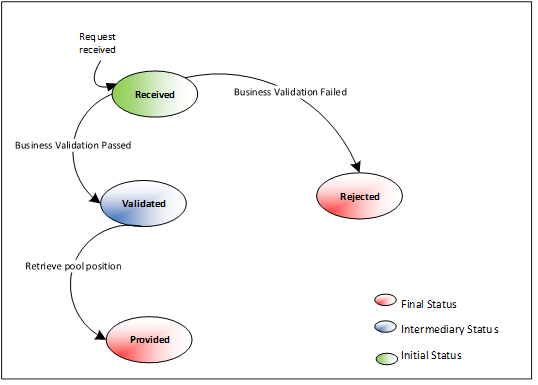 Request
received
Received
Business Validation Failed
Business Validation Passed
Validated
Rejected
Retrieve pool position
Provided
Final Status
Intermediary Status
Initial Status